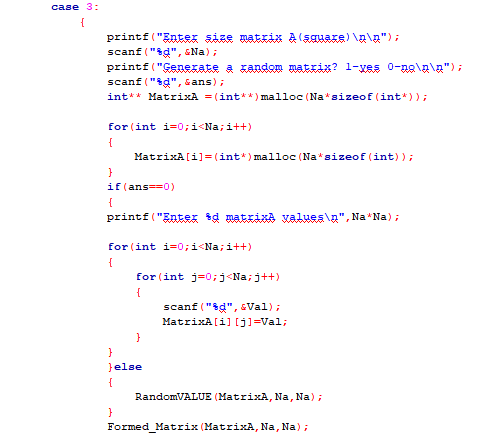 case 3:
{
printf("Enter size matrix A(square)\n\n");
scanf("%d",&Na);
printf("Generate a random matrix? 1-yes 0-no\n\n");
scanf("%d",&ans);
int** MatrixA =(int**)malloc(Na*sizeof(int*));
for(int i=0;i<Na;i++)
{
MatrixA[i]=(int*)malloc(Na*sizeof(int));
}
if(ans==0)
{
printf("Enter %d matrixA values\n",Na*Na);
for(int i=0;i<Na;i++)
{
for(int j=0;j<Na;j++)
{
scanf("%d",&Val);
MatrixA[i][j]=Val;
}
}
}else
{
RandomVALUE(MatrixA,Na,Na);
}
Formed_Matrix(MatrixA,Na,Na);